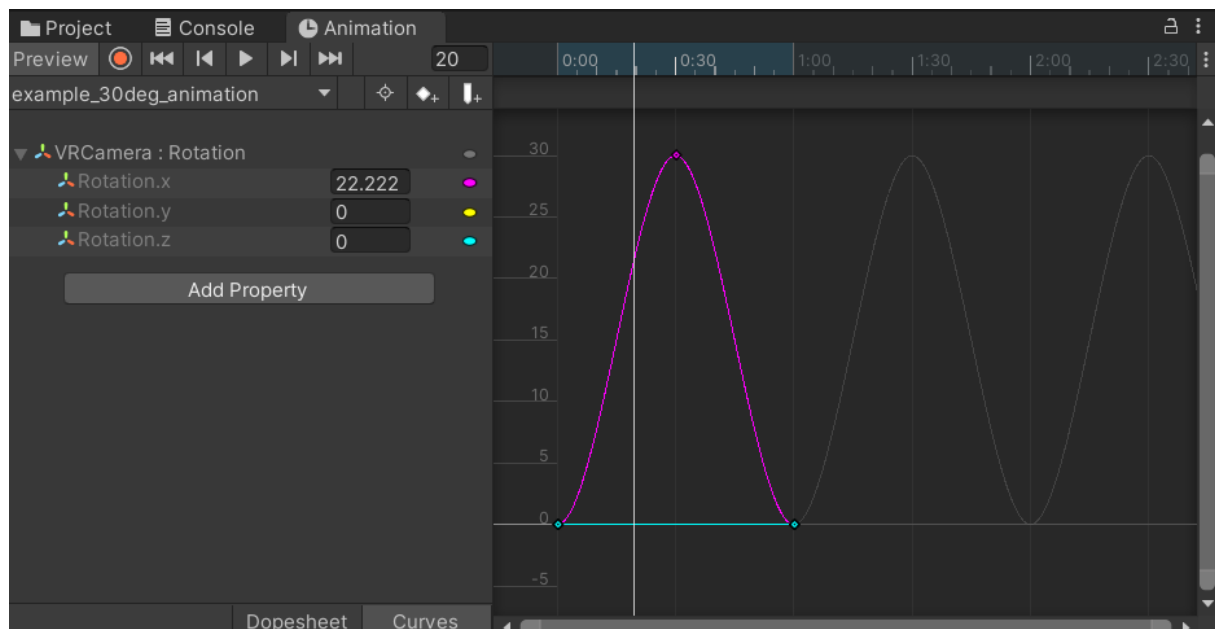 Project Console Animation
Preview 20 0:00 0:30 1:00 1:30 2:00 2:30
example_30deg_animation
VRCamera : Rotation
Rotation.x 22.222
Rotation.y 0
Rotation.z 0
Add Property
30
25
20
15
10
5
0
-5
Dopesheet Curves